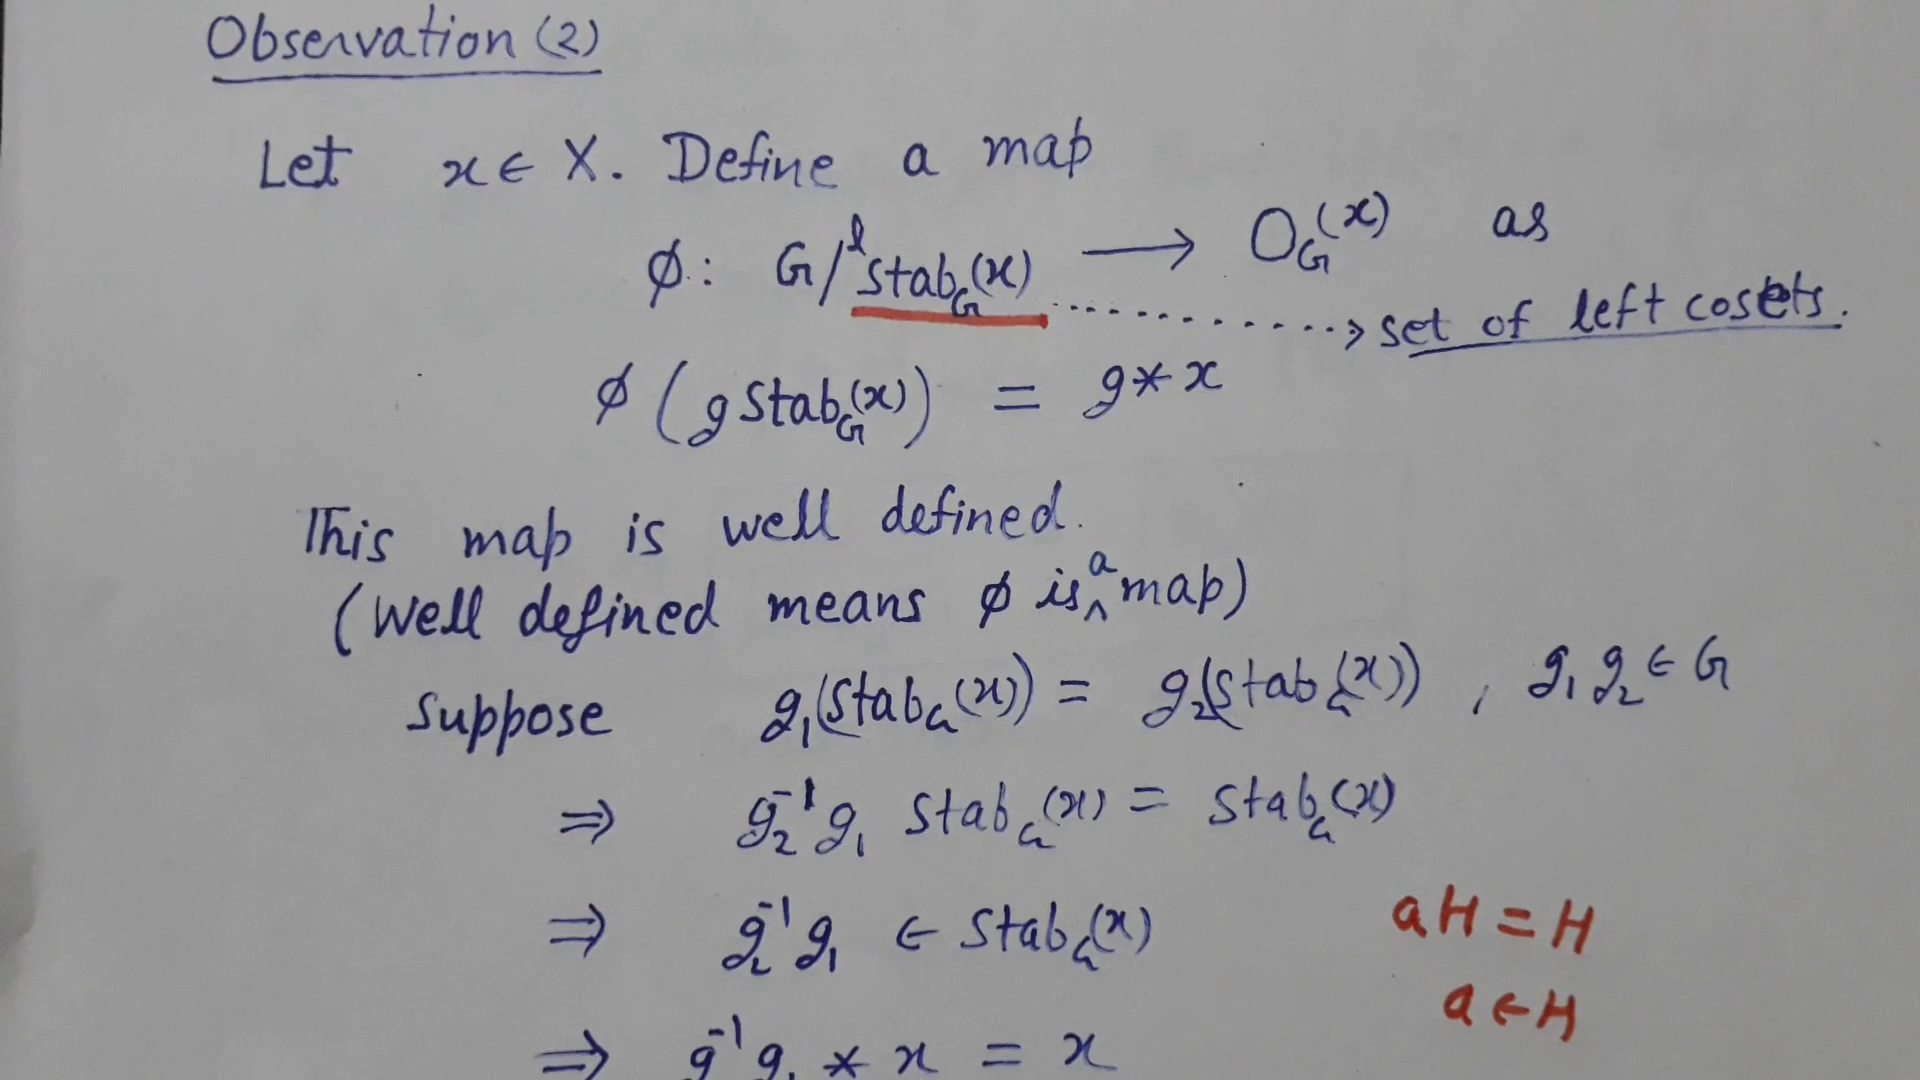 Observation (2)
Let x ∈ X. Define a map
ø: G/ˡStab_G(x) ⟶ O_G(x) as
·······> set of left cosets.
ø (g Stab_G(x)) = g * x
This map is well defined.
(Well defined means ø is ^a map)
Suppose g₁(Stab_G(x)) = g₂(Stab_G(x)) , g₁ g₂ ∈ G
⇒ g₂⁻¹g₁ Stab_G(x) = Stab_G(x)
⇒ g₂⁻¹g₁ ∈ Stab_G(x)
aH = H
a ∈ H
⇒ g⁻¹g₁ * x = x